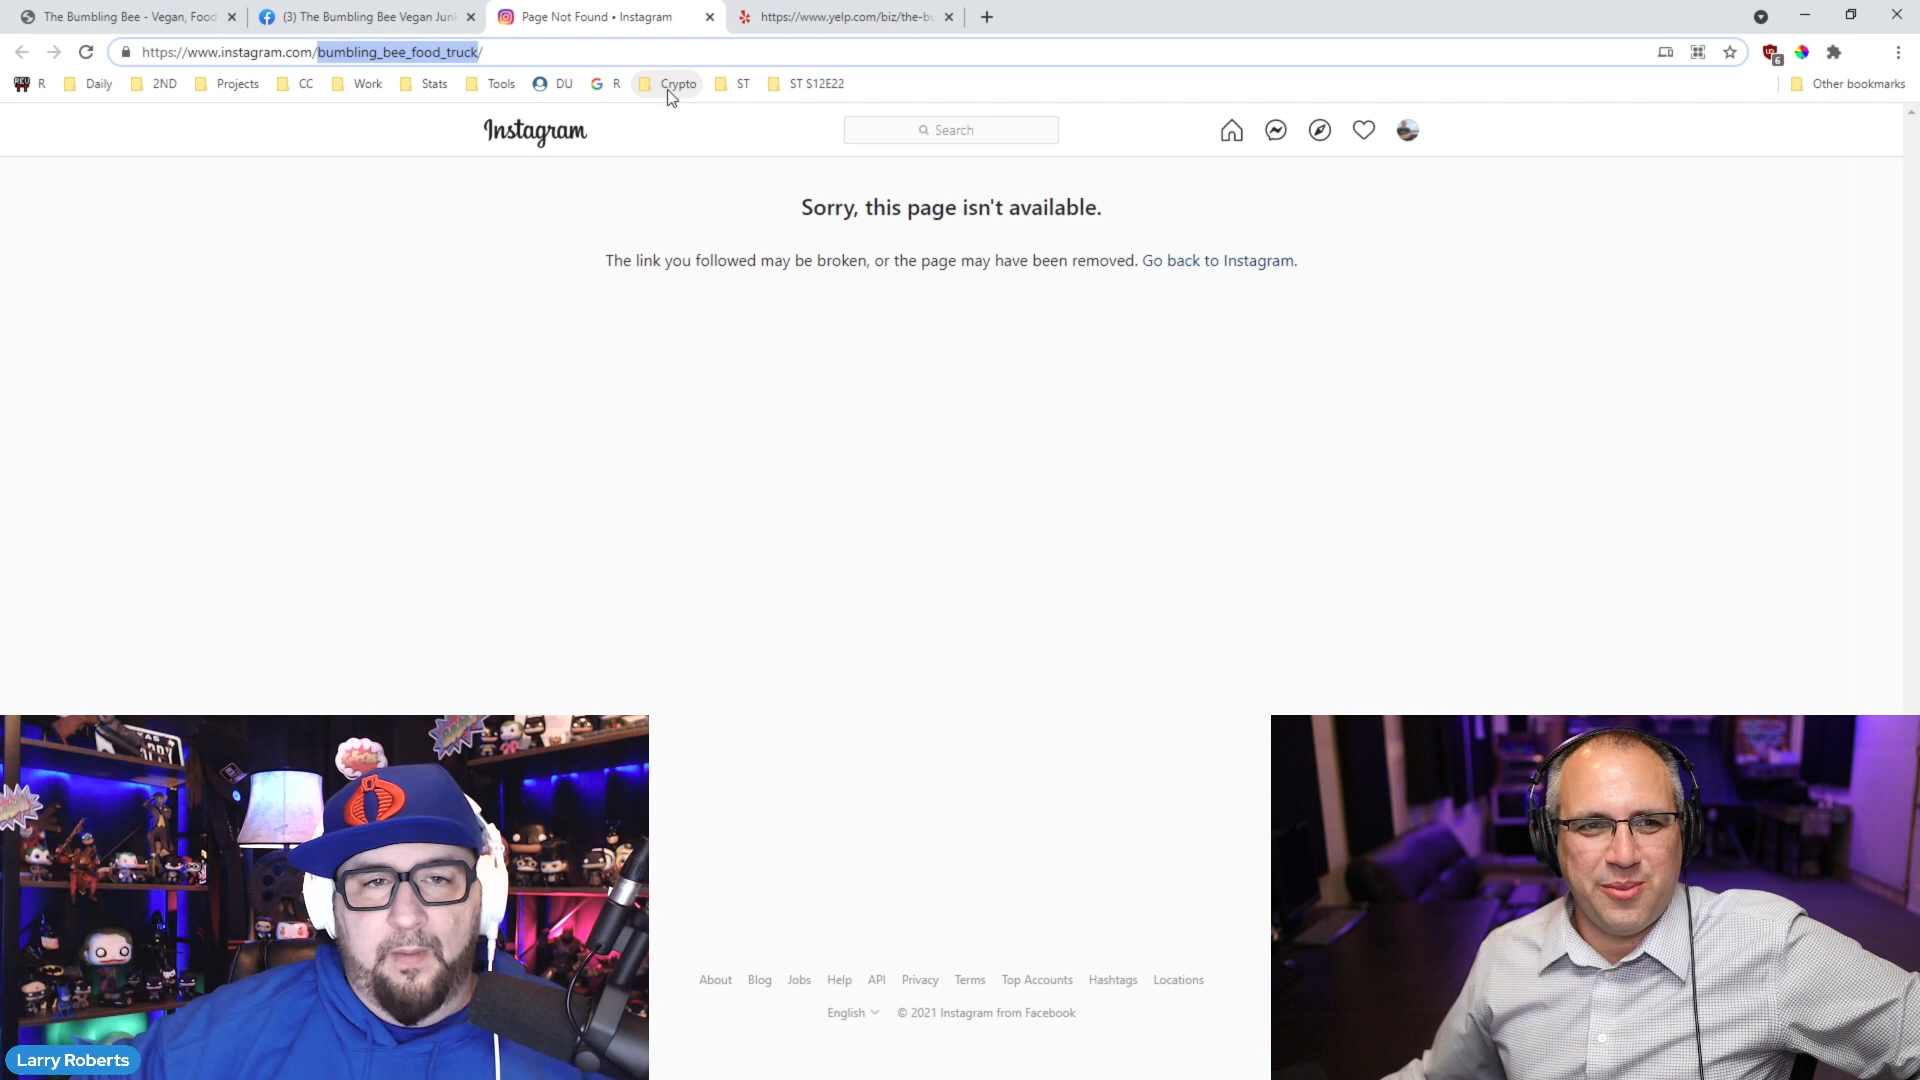 The Bumbling Bee - Vegan, Food
(3) The Bumbling Bee Vegan Jun
Page Not Found • Instagram
https://www.yelp.com/biz/the-bu
https://www.instagram.com/bumbling_bee_food_truck/
6
R Daily 2ND Projects CC Work Stats Tools DU R Crypto ST ST S12E22 Other bookmarks
Instagram
Search
Sorry, this page isn't available.
The link you followed may be broken, or the page may have been removed. Go back to Instagram.
About Blog Jobs Help API Privacy Terms Top Accounts Hashtags Locations
English © 2021 Instagram from Facebook
Larry Roberts